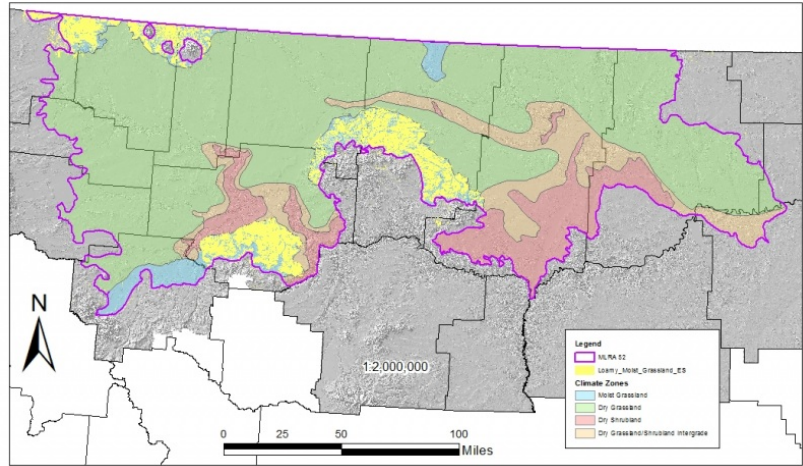 N
1:2,000,000
0 25 50 100
Miles
Legend
MLRA 52
Loamy_Moist_Grassland_ES
Climate Zones
Moist Grassland
Dry Grassland
Dry Shrubland
Dry Grassland/Shrubland Intergrade